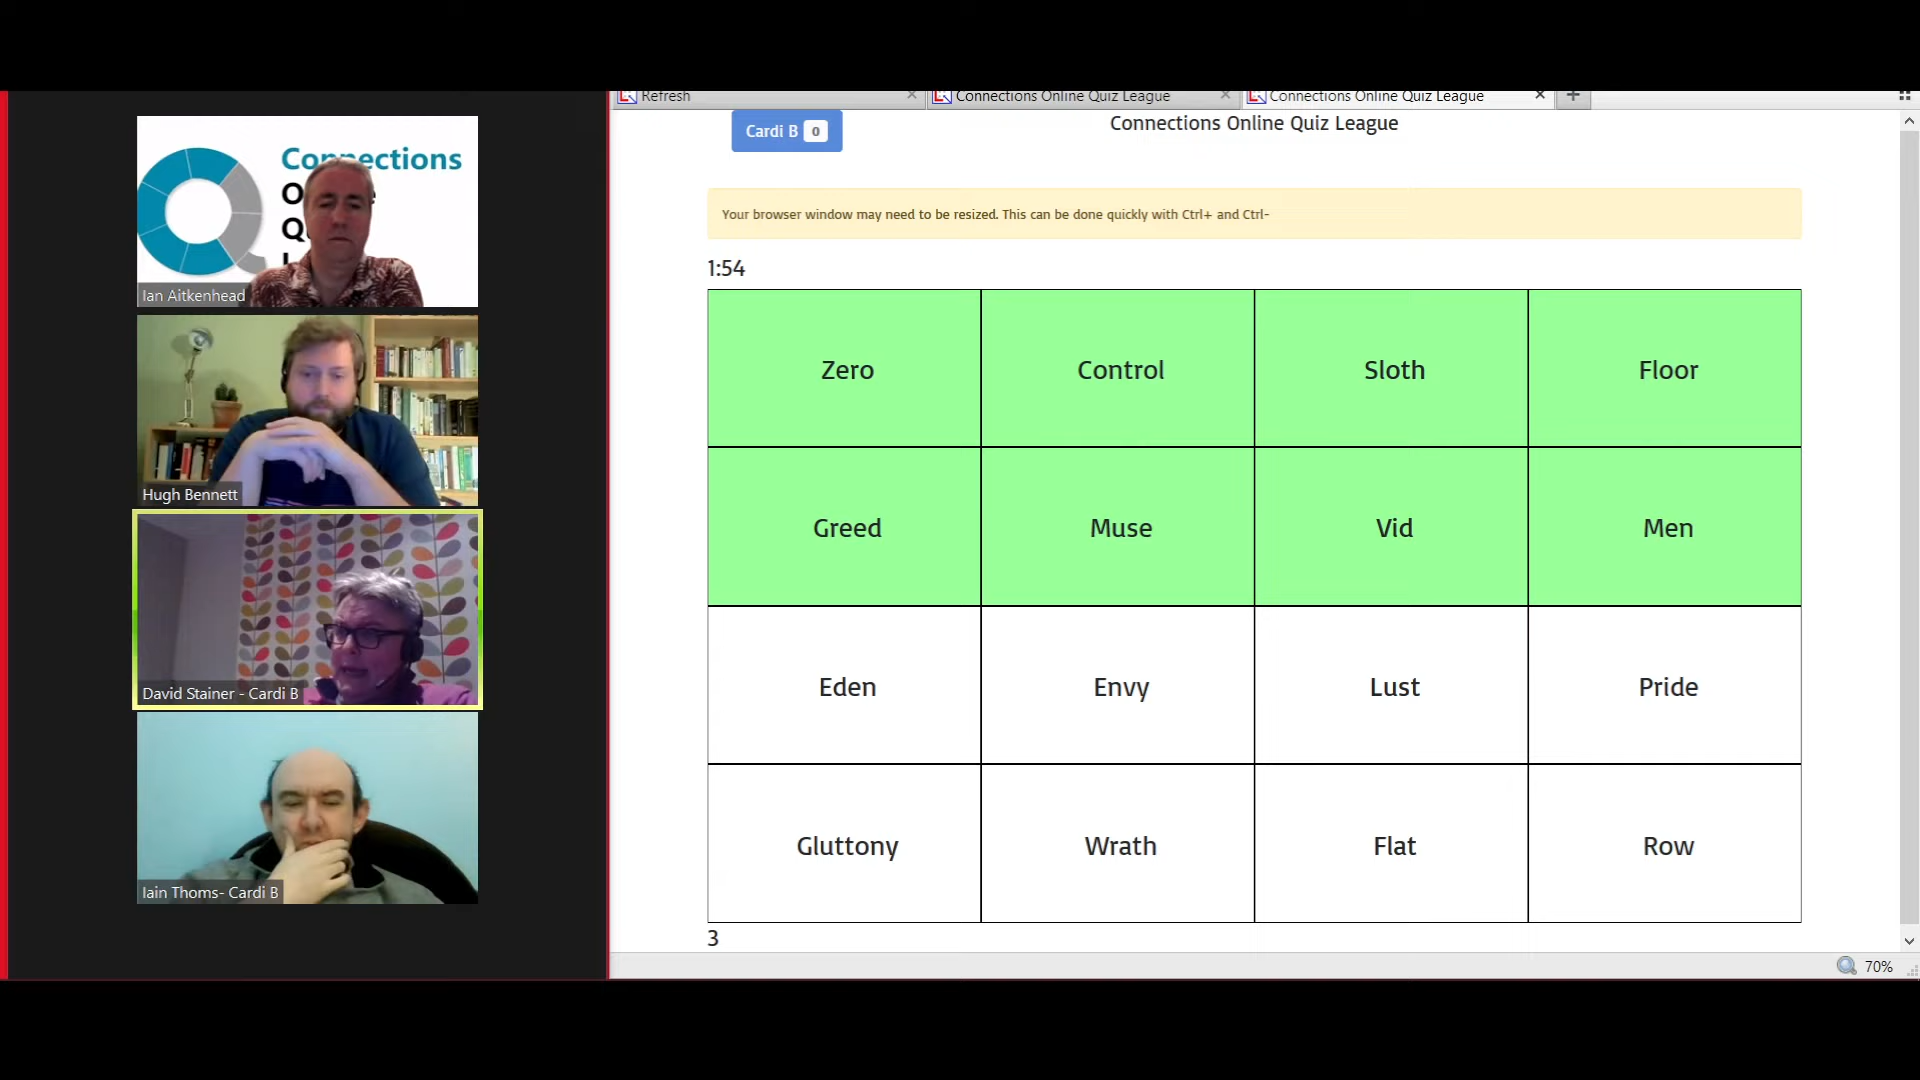 Refresh
Connections Online Quiz League
Connections Online Quiz League
Cardi B 0
Connections Online Quiz League
Your browser window may need to be resized. This can be done quickly with Ctrl+ and Ctrl-
1:54
Zero Control Sloth Floor
Greed Muse Vid Men
Eden Envy Lust Pride
Gluttony Wrath Flat Row
3
70%
Connections
Ian Aitkenhead
Hugh Bennett
David Stainer - Cardi B
Iain Thoms- Cardi B